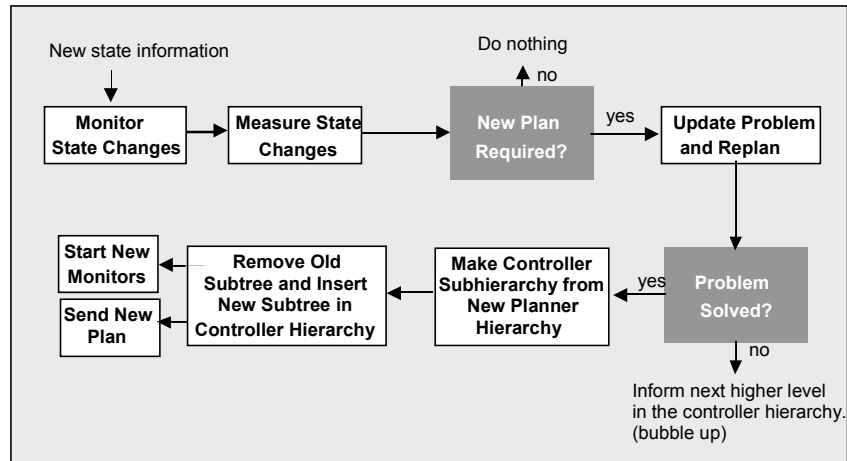 New state information
Do nothing
no
Monitor
State Changes
Measure State
Changes
New Plan
Required?
yes
Update Problem
and Replan
Start New
Monitors
Send New
Plan
Remove Old
Subtree and Insert
New Subtree in
Controller Hierarchy
Make Controller
Subhierarchy from
New Planner
Hierarchy
yes
Problem
Solved?
no
Inform next higher level
in the controller hierarchy.
(bubble up)